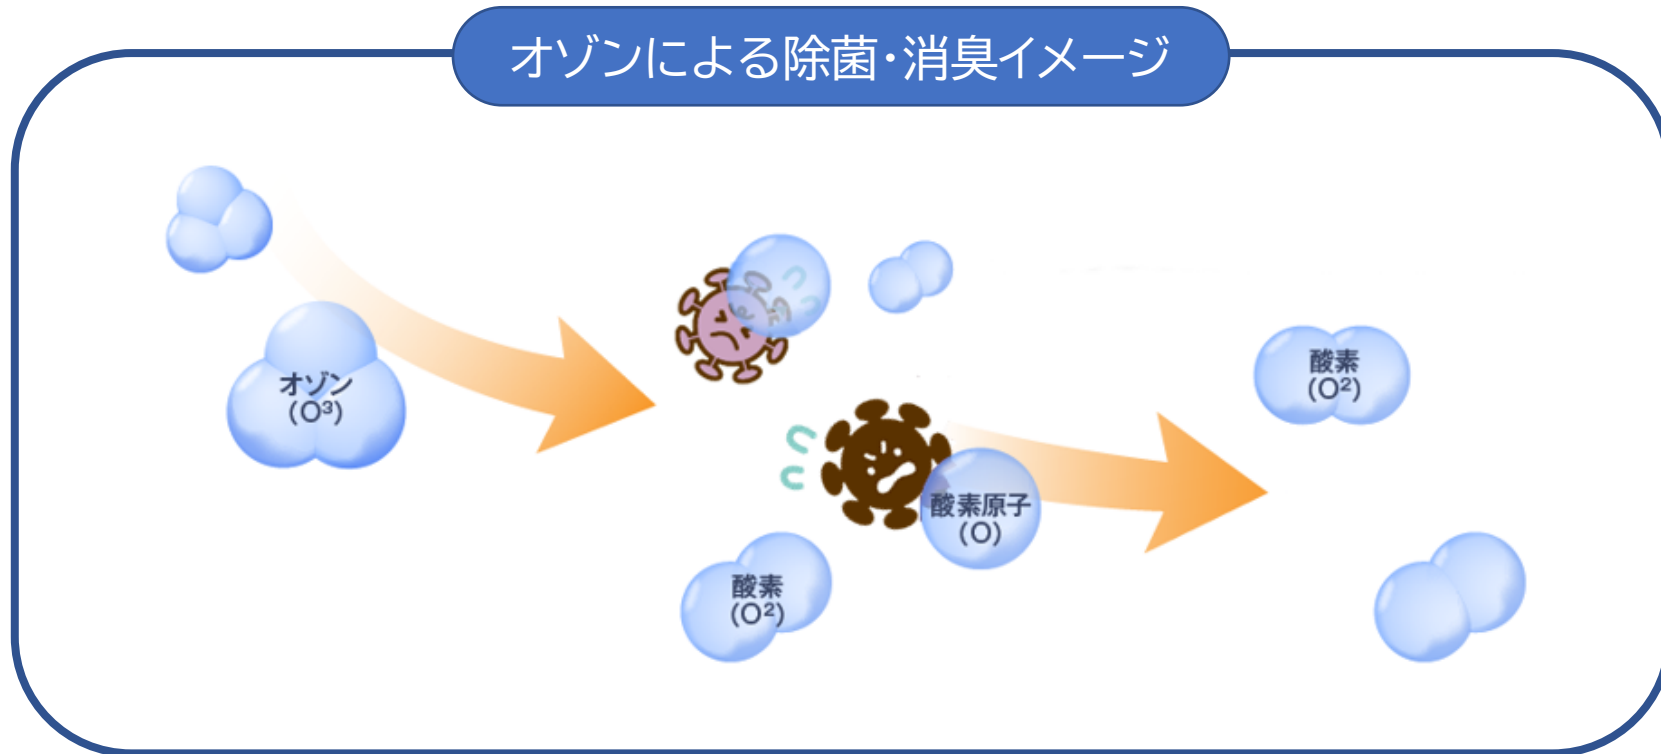 オゾンによる除菌・消臭イメージ
オゾン
(O³)
酸素
(O²)
酸素原子
(O)
酸素
(O²)